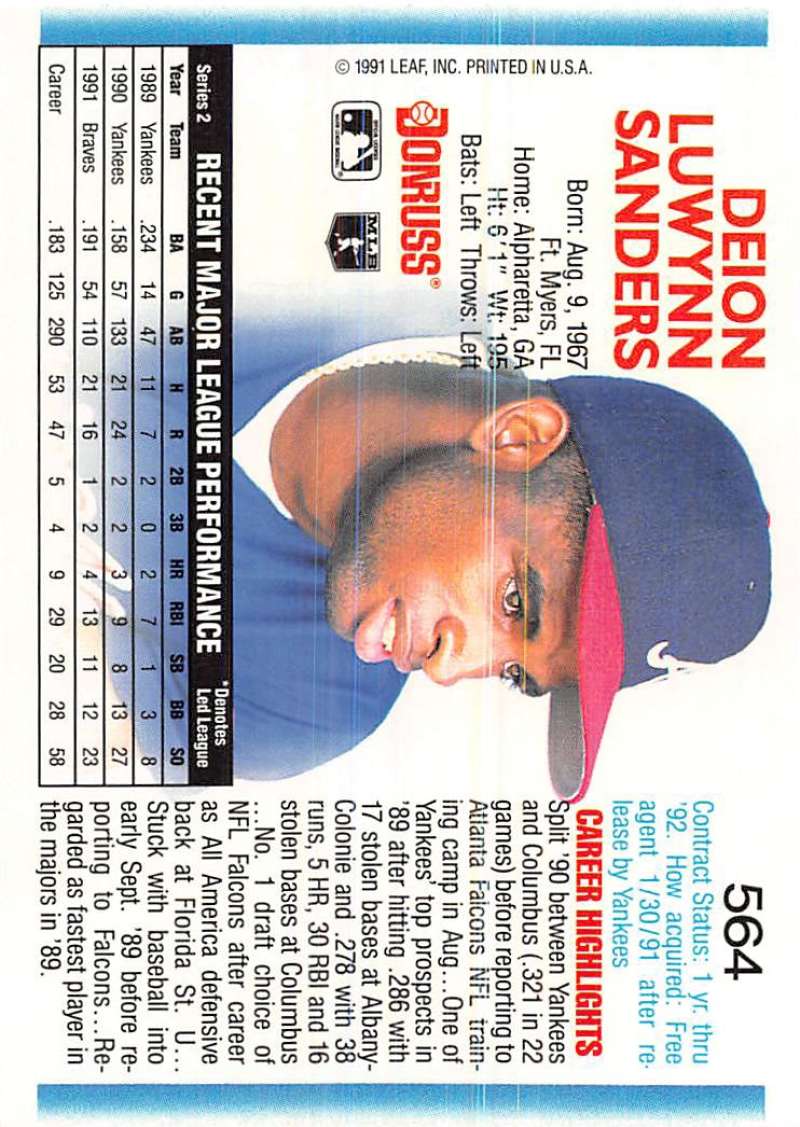 564
DEION
LUWYNN
SANDERS
Born: Aug. 9, 1967
Ft. Myers, FL
Home: Alpharetta, GA
Ht: 6'1" Wt: 195
Bats: Left Throws: Left
DONRUSS®
MLB
© 1991 LEAF, INC. PRINTED IN U.S.A.
Contract Status: 1 yr. thru
'92. How acquired: Free
agent 1/30/91 after re-
lease by Yankees
CAREER HIGHLIGHTS
Split '90 between Yankees
and Columbus (.321 in 22
games) before reporting to
Atlanta Falcons NFL train-
ing camp in Aug...One of
Yankees' top prospects in
'89 after hitting .286 with
17 stolen bases at Albany-
Colonie and .278 with 38
runs, 5 HR, 30 RBI and 16
stolen bases at Columbus
...No. 1 draft choice of
NFL Falcons after career
as All America defensive
back at Florida St. U...
Stuck with baseball into
early Sept. '89 before re-
porting to Falcons...Re-
garded as fastest player in
the majors in '89.
Series 2 RECENT MAJOR LEAGUE PERFORMANCE *Denotes
Led League
Year Team BA G AB H R 2B 3B HR RBI SB BB SO
1989 Yankees .234 14 47 11 7 2 0 2 7 1 3 8
1990 Yankees .158 57 133 21 24 2 2 3 9 8 13 27
1991 Braves .191 54 110 21 16 1 2 4 13 11 12 23
Career .183 125 290 53 47 5 4 9 29 20 28 58